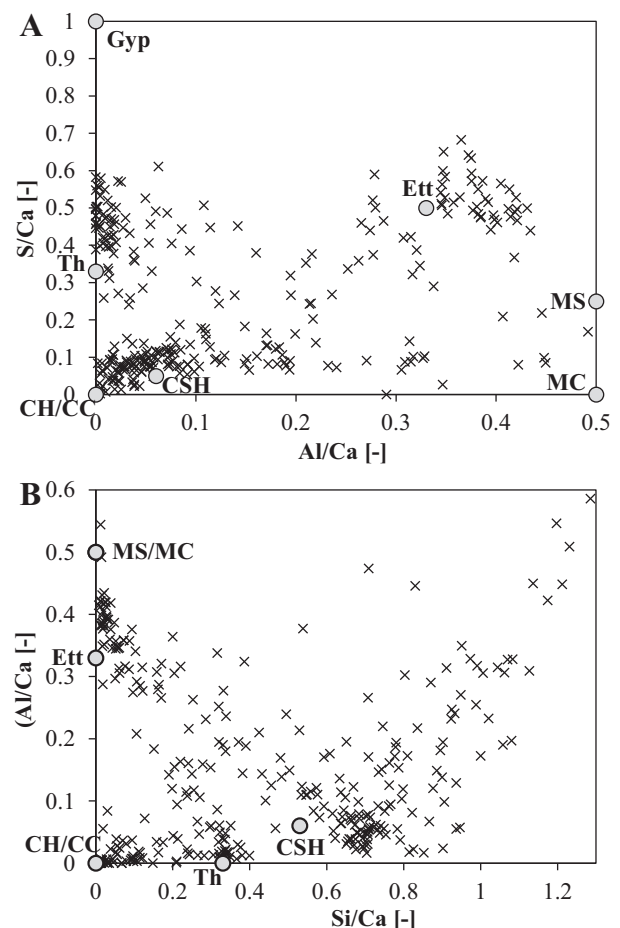 A
1
Gyp
0.9
0.8
0.7
0.6
Ett
0.5
0.4
Th
0.3
MS
0.2
0.1
CSH
MC
0
CH/CC
0
0.1
0.2
0.3
0.4
0.5
S/Ca [-]
Al/Ca [-]
B
0.6
0.5
MS/MC
0.4
Ett
0.3
0.2
0.1
CH/CC
CSH
0
Th
0
0.2
0.4
0.6
0.8
1
1.2
(Al/Ca [-]
Si/Ca [-]